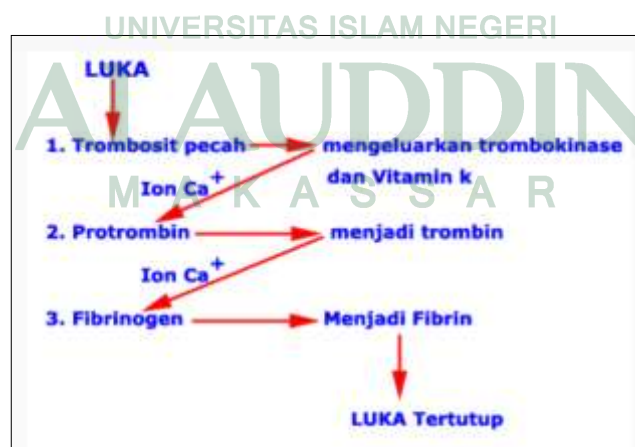 UNIVERSITAS ISLAM NEGERI
ALAUDDIN
MAKASSAR
LUKA
1. Trombosit pecah mengeluarkan trombokinase
dan Vitamin k
Ion Ca+
2. Protrombin menjadi trombin
Ion Ca+
3. Fibrinogen Menjadi Fibrin
LUKA Tertutup